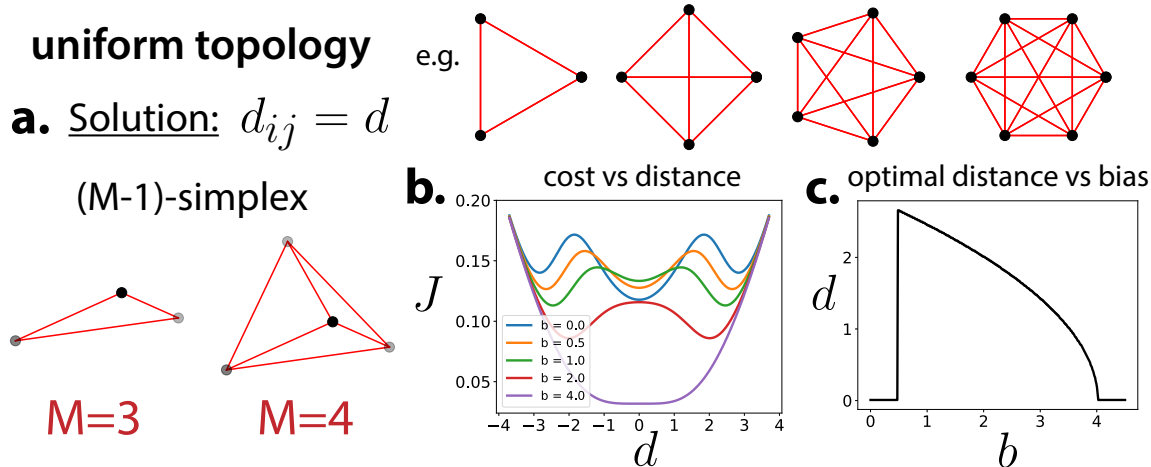 uniform topology
e.g.
a. Solution: d_{ij} = d
(M-1)-simplex
M=3
M=4
b. cost vs distance
J
0.20
0.15
0.10
0.05
b = 0.0
b = 0.5
b = 1.0
b = 2.0
b = 4.0
−4 −3 −2 −1 0 1 2 3 4
d
c. optimal distance vs bias
d
2
1
0
0 1 2 3 4
b